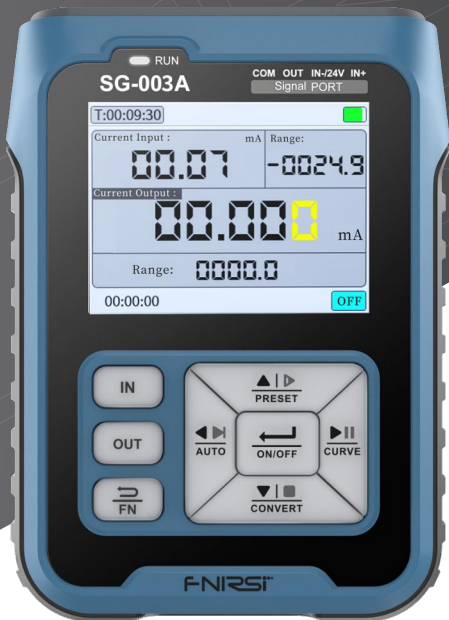 RUN
SG-003A
COM OUT IN-/24V IN+
Signal PORT
T:00:09:30
Current Input : mA Range:
00.07 -0024.9
Current Output :
00.000 mA
Range: 0000.0
00:00:00 OFF
IN
OUT
FN
PRESET
AUTO
ON/OFF
CURVE
CONVERT
FNIRSI